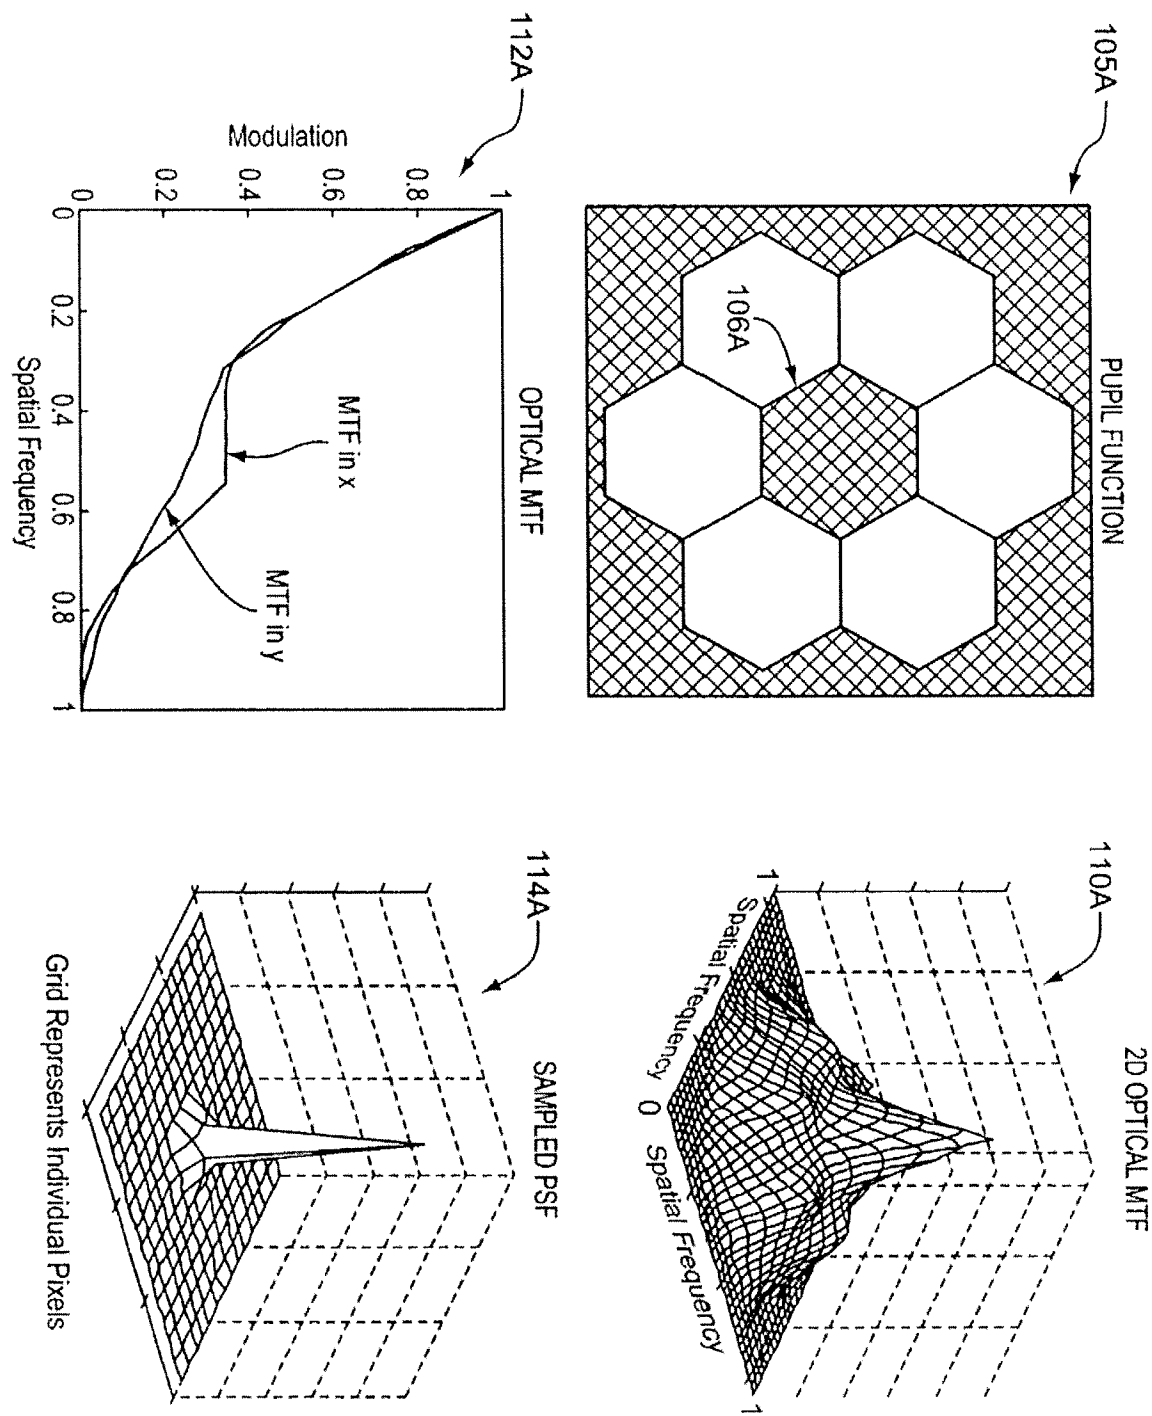 105A
PUPIL FUNCTION
106A
110A
2D OPTICAL MTF
1
Spatial Frequency
0
Spatial Frequency
1
112A
OPTICAL MTF
Modulation
1
0.8
0.6
0.4
0.2
0
MTF in x
MTF in y
0
0.2
0.4
0.6
0.8
1
Spatial Frequency
114A
SAMPLED PSF
Grid Represents Individual Pixels